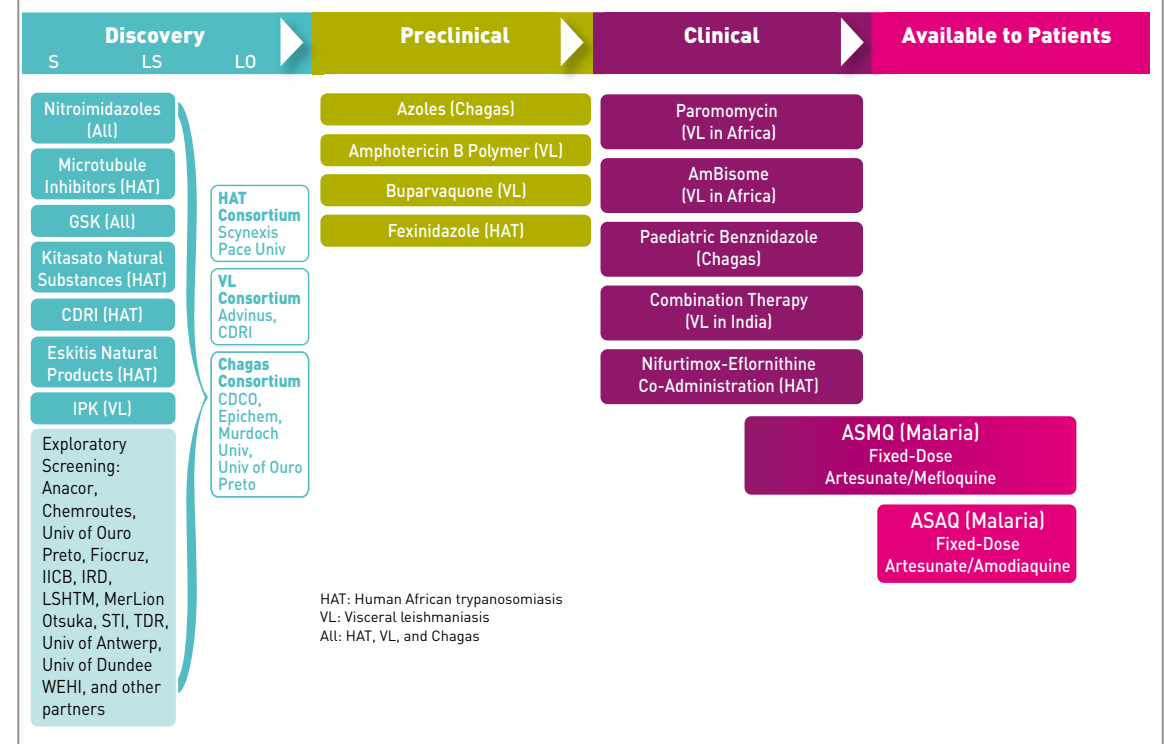 Discovery
S LS LO
Preclinical
Clinical
Available to Patients
Nitroimidazoles
(All)
Microtubule
Inhibitors (HAT)
GSK (All)
Kitasato Natural
Substances (HAT)
CDRI (HAT)
Eskitis Natural
Products (HAT)
IPK (VL)
Exploratory
Screening:
Anacor,
Chemroutes,
Univ of Ouro
Preto, Fiocruz,
IICB, IRD,
LSHTM, MerLion
Otsuka, STI, TDR,
Univ of Antwerp,
Univ of Dundee
WEHI, and other
partners
HAT
Consortium
Scynexis
Pace Univ
VL
Consortium
Advinus,
CDRI
Chagas
Consortium
CDCO,
Epichem,
Murdoch
Univ,
Univ of Ouro
Preto
Azoles (Chagas)
Amphotericin B Polymer (VL)
Buparvaquone (VL)
Fexinidazole (HAT)
Paromomycin
(VL in Africa)
AmBisome
(VL in Africa)
Paediatric Benznidazole
(Chagas)
Combination Therapy
(VL in India)
Nifurtimox-Eflornithine
Co-Administration (HAT)
ASMQ (Malaria)
Fixed-Dose
Artesunate/Mefloquine
ASAQ (Malaria)
Fixed-Dose
Artesunate/Amodiaquine
HAT: Human African trypanosomiasis
VL: Visceral leishmaniasis
All: HAT, VL, and Chagas